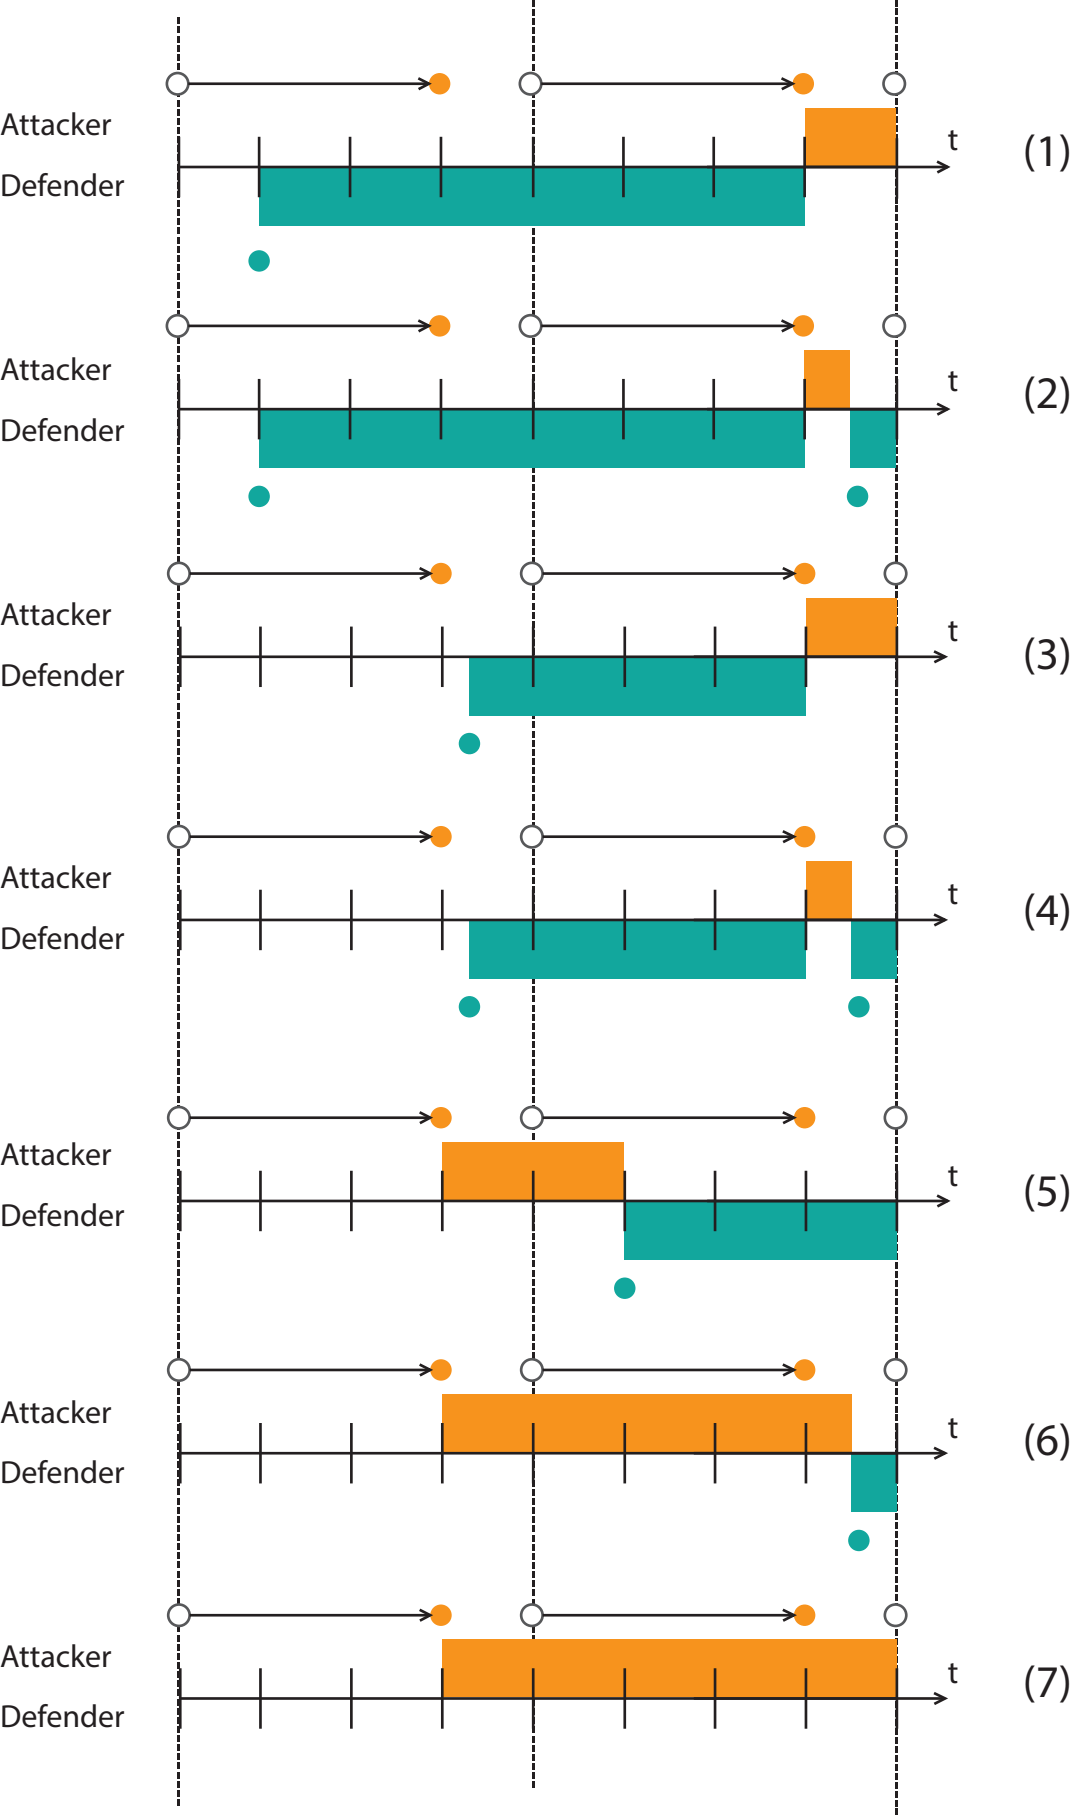 Attacker
t
(1)
Defender
Attacker
t
(2)
Defender
Attacker
t
(3)
Defender
Attacker
t
(4)
Defender
Attacker
t
(5)
Defender
Attacker
t
(6)
Defender
Attacker
t
(7)
Defender